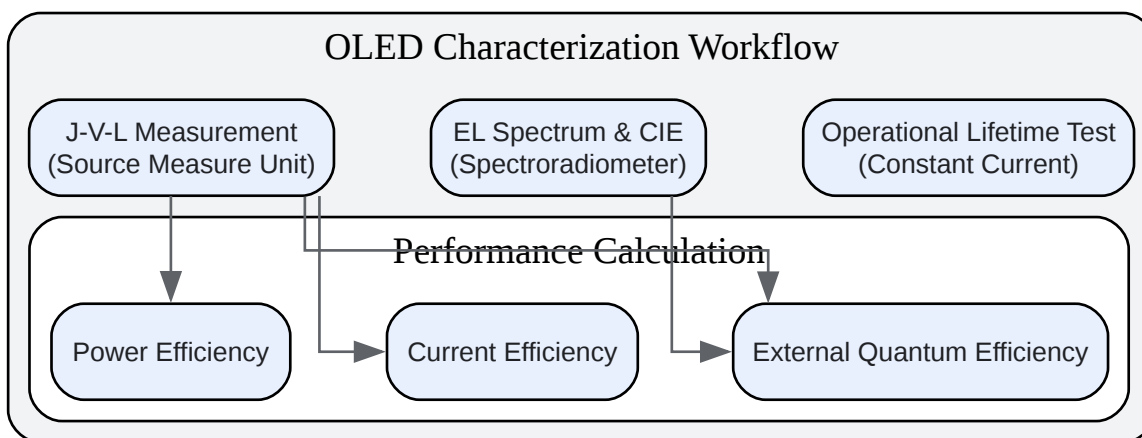 OLED Characterization Workflow
J-V-L Measurement
(Source Measure Unit)
EL Spectrum & CIE
(Spectroradiometer)
Operational Lifetime Test
(Constant Current)
Performance Calculation
Power Efficiency
Current Efficiency
External Quantum Efficiency